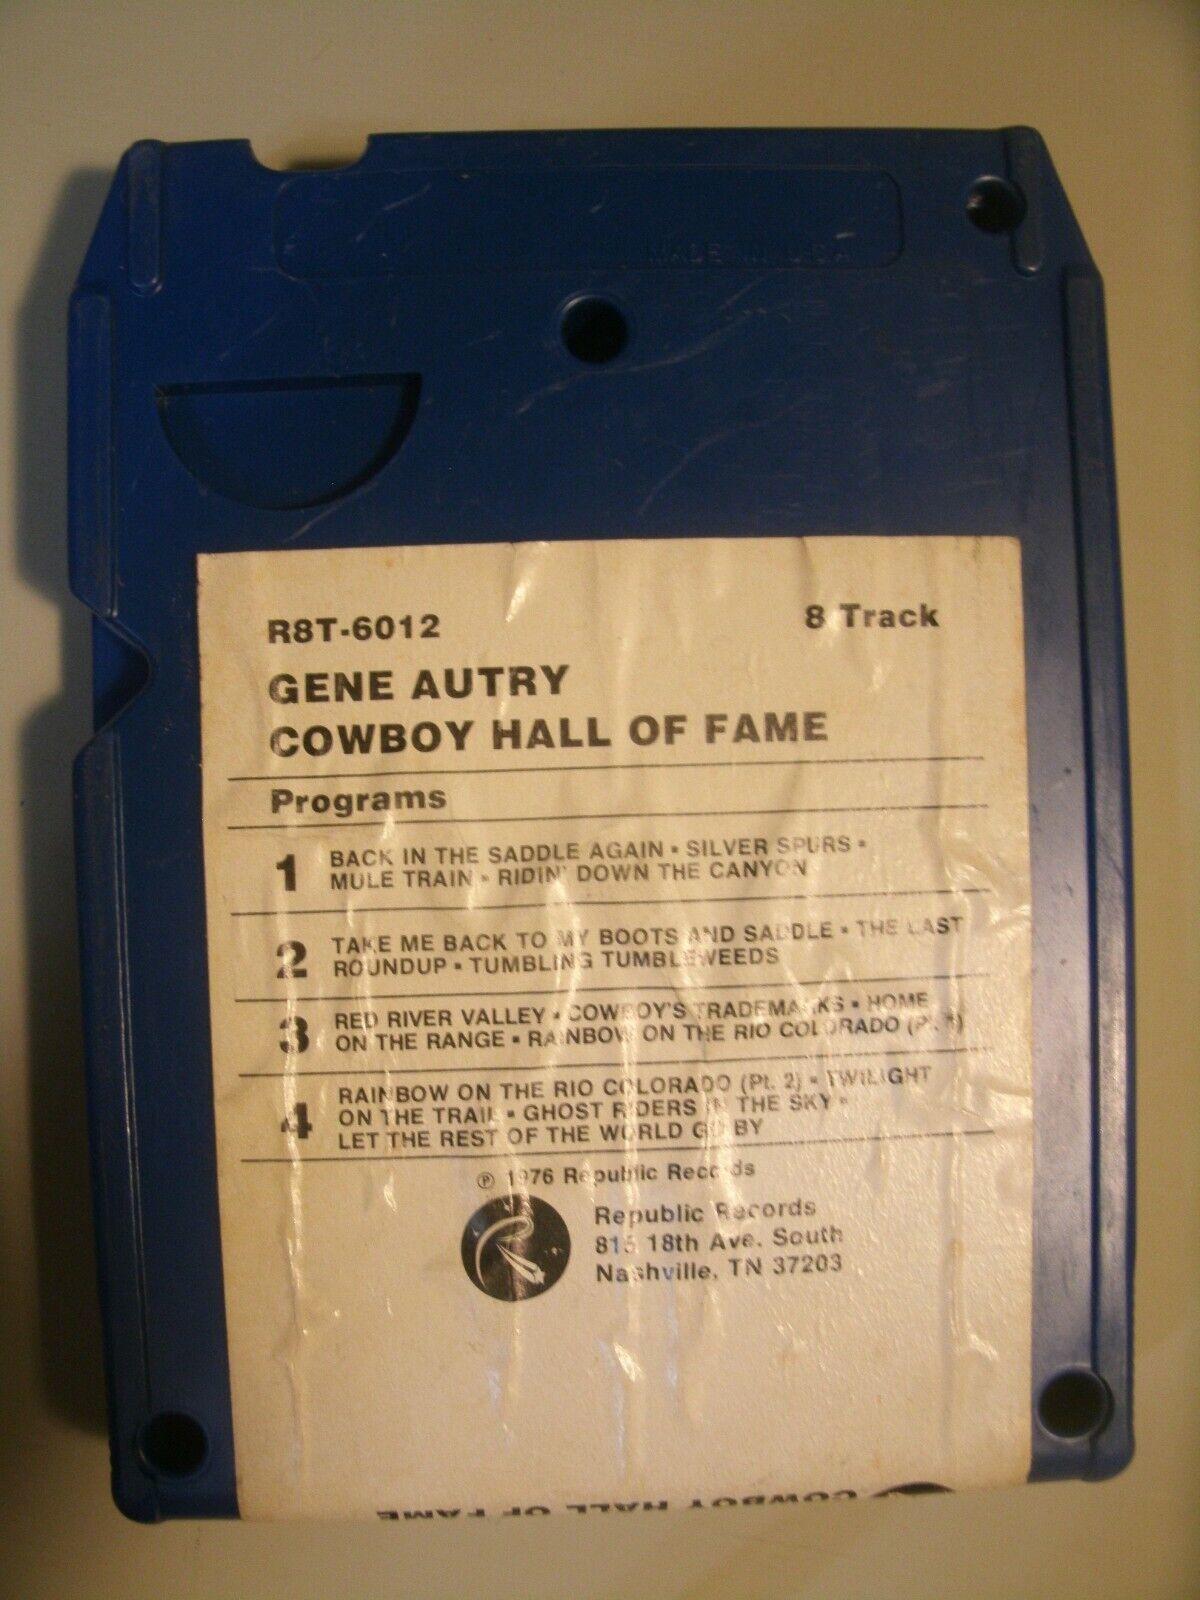 MADE IN U.S.A.
R8T-6012 8 Track
GENE AUTRY
COWBOY HALL OF FAME
Programs
1 BACK IN THE SADDLE AGAIN • SILVER SPURS •
MULE TRAIN • RIDIN' DOWN THE CANYON
2 TAKE ME BACK TO MY BOOTS AND SADDLE • THE LAST
ROUNDUP • TUMBLING TUMBLEWEEDS
3 RED RIVER VALLEY • COWBOY'S TRADEMARKS • HOME
ON THE RANGE • RAINBOW ON THE RIO COLORADO (Pt. 1)
4 RAINBOW ON THE RIO COLORADO (Pt. 2) • TWILIGHT
ON THE TRAIL • GHOST RIDERS IN THE SKY •
LET THE REST OF THE WORLD GO BY
℗ 1976 Republic Records
Republic Records
815 18th Ave. South
Nashville, TN 37203
COWBOY HALL OF FAME